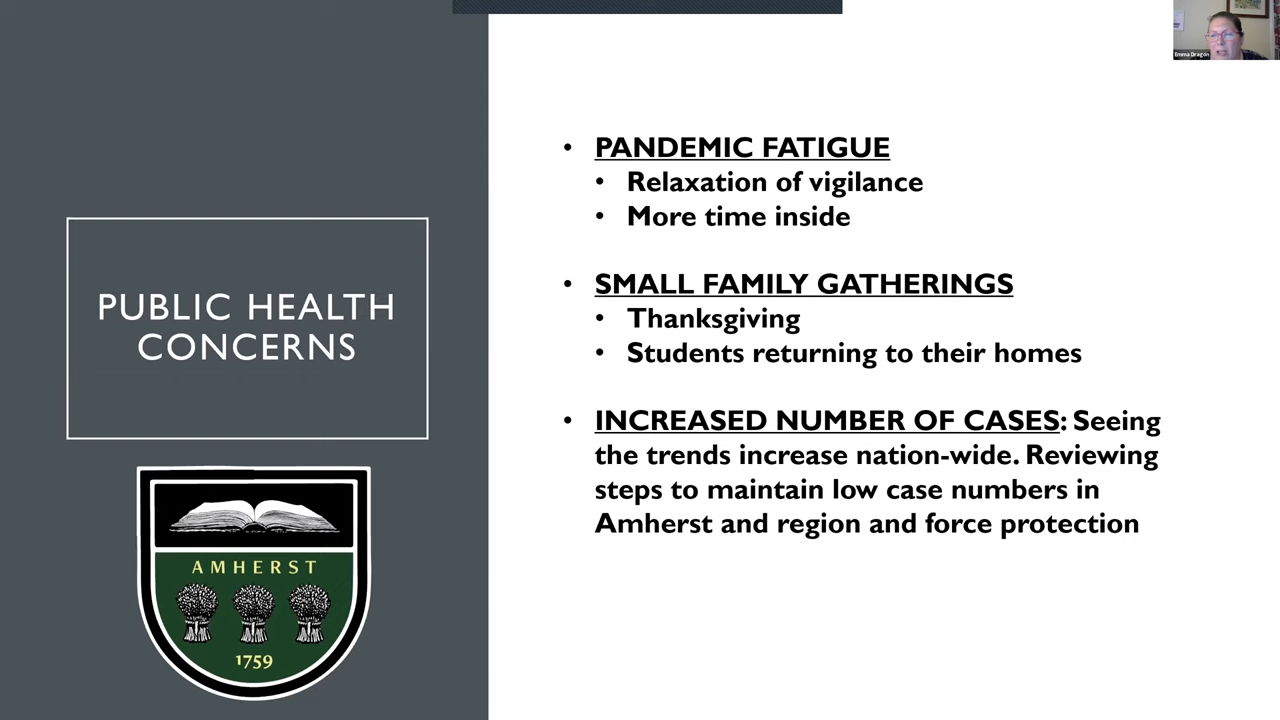 Emma Dragon
PUBLIC HEALTH
CONCERNS
AMHERST
1759
• PANDEMIC FATIGUE
• Relaxation of vigilance
• More time inside
• SMALL FAMILY GATHERINGS
• Thanksgiving
• Students returning to their homes
• INCREASED NUMBER OF CASES: Seeing
the trends increase nation-wide. Reviewing
steps to maintain low case numbers in
Amherst and region and force protection